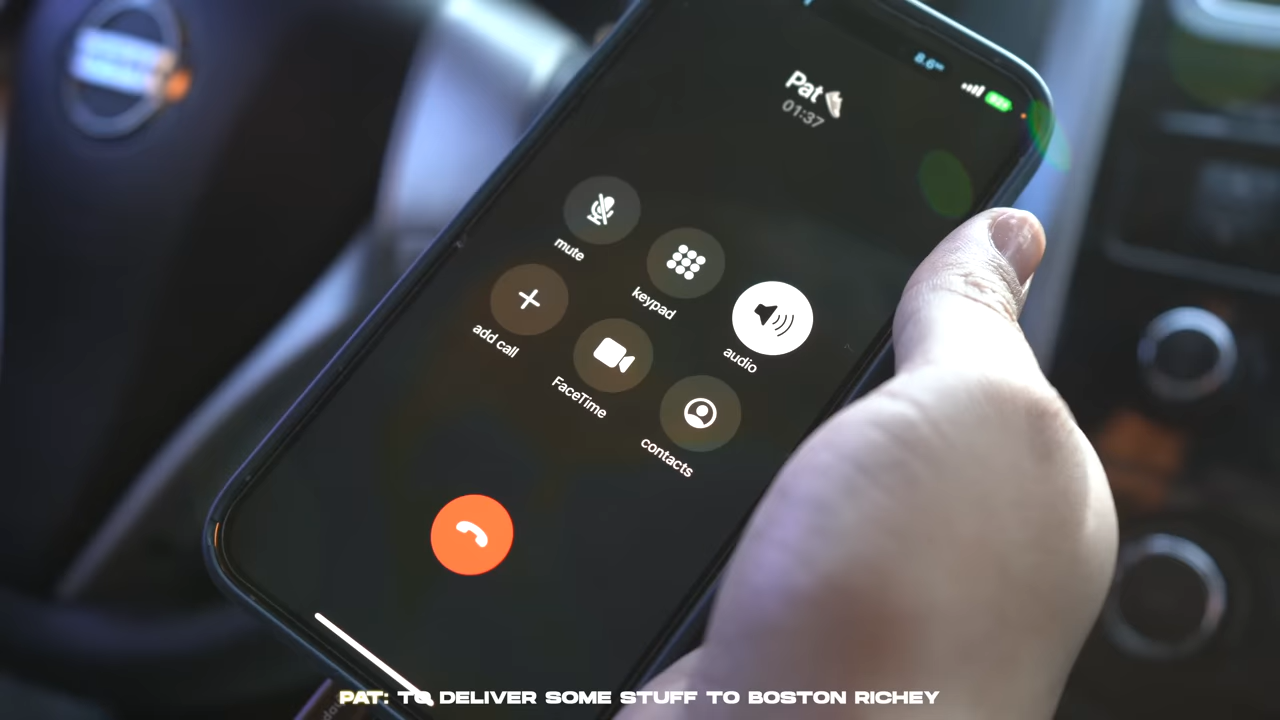 Pat
01:37
mute
keypad
audio
add call
FaceTime
contacts
PAT: TO DELIVER SOME STUFF TO BOSTON RICHEY